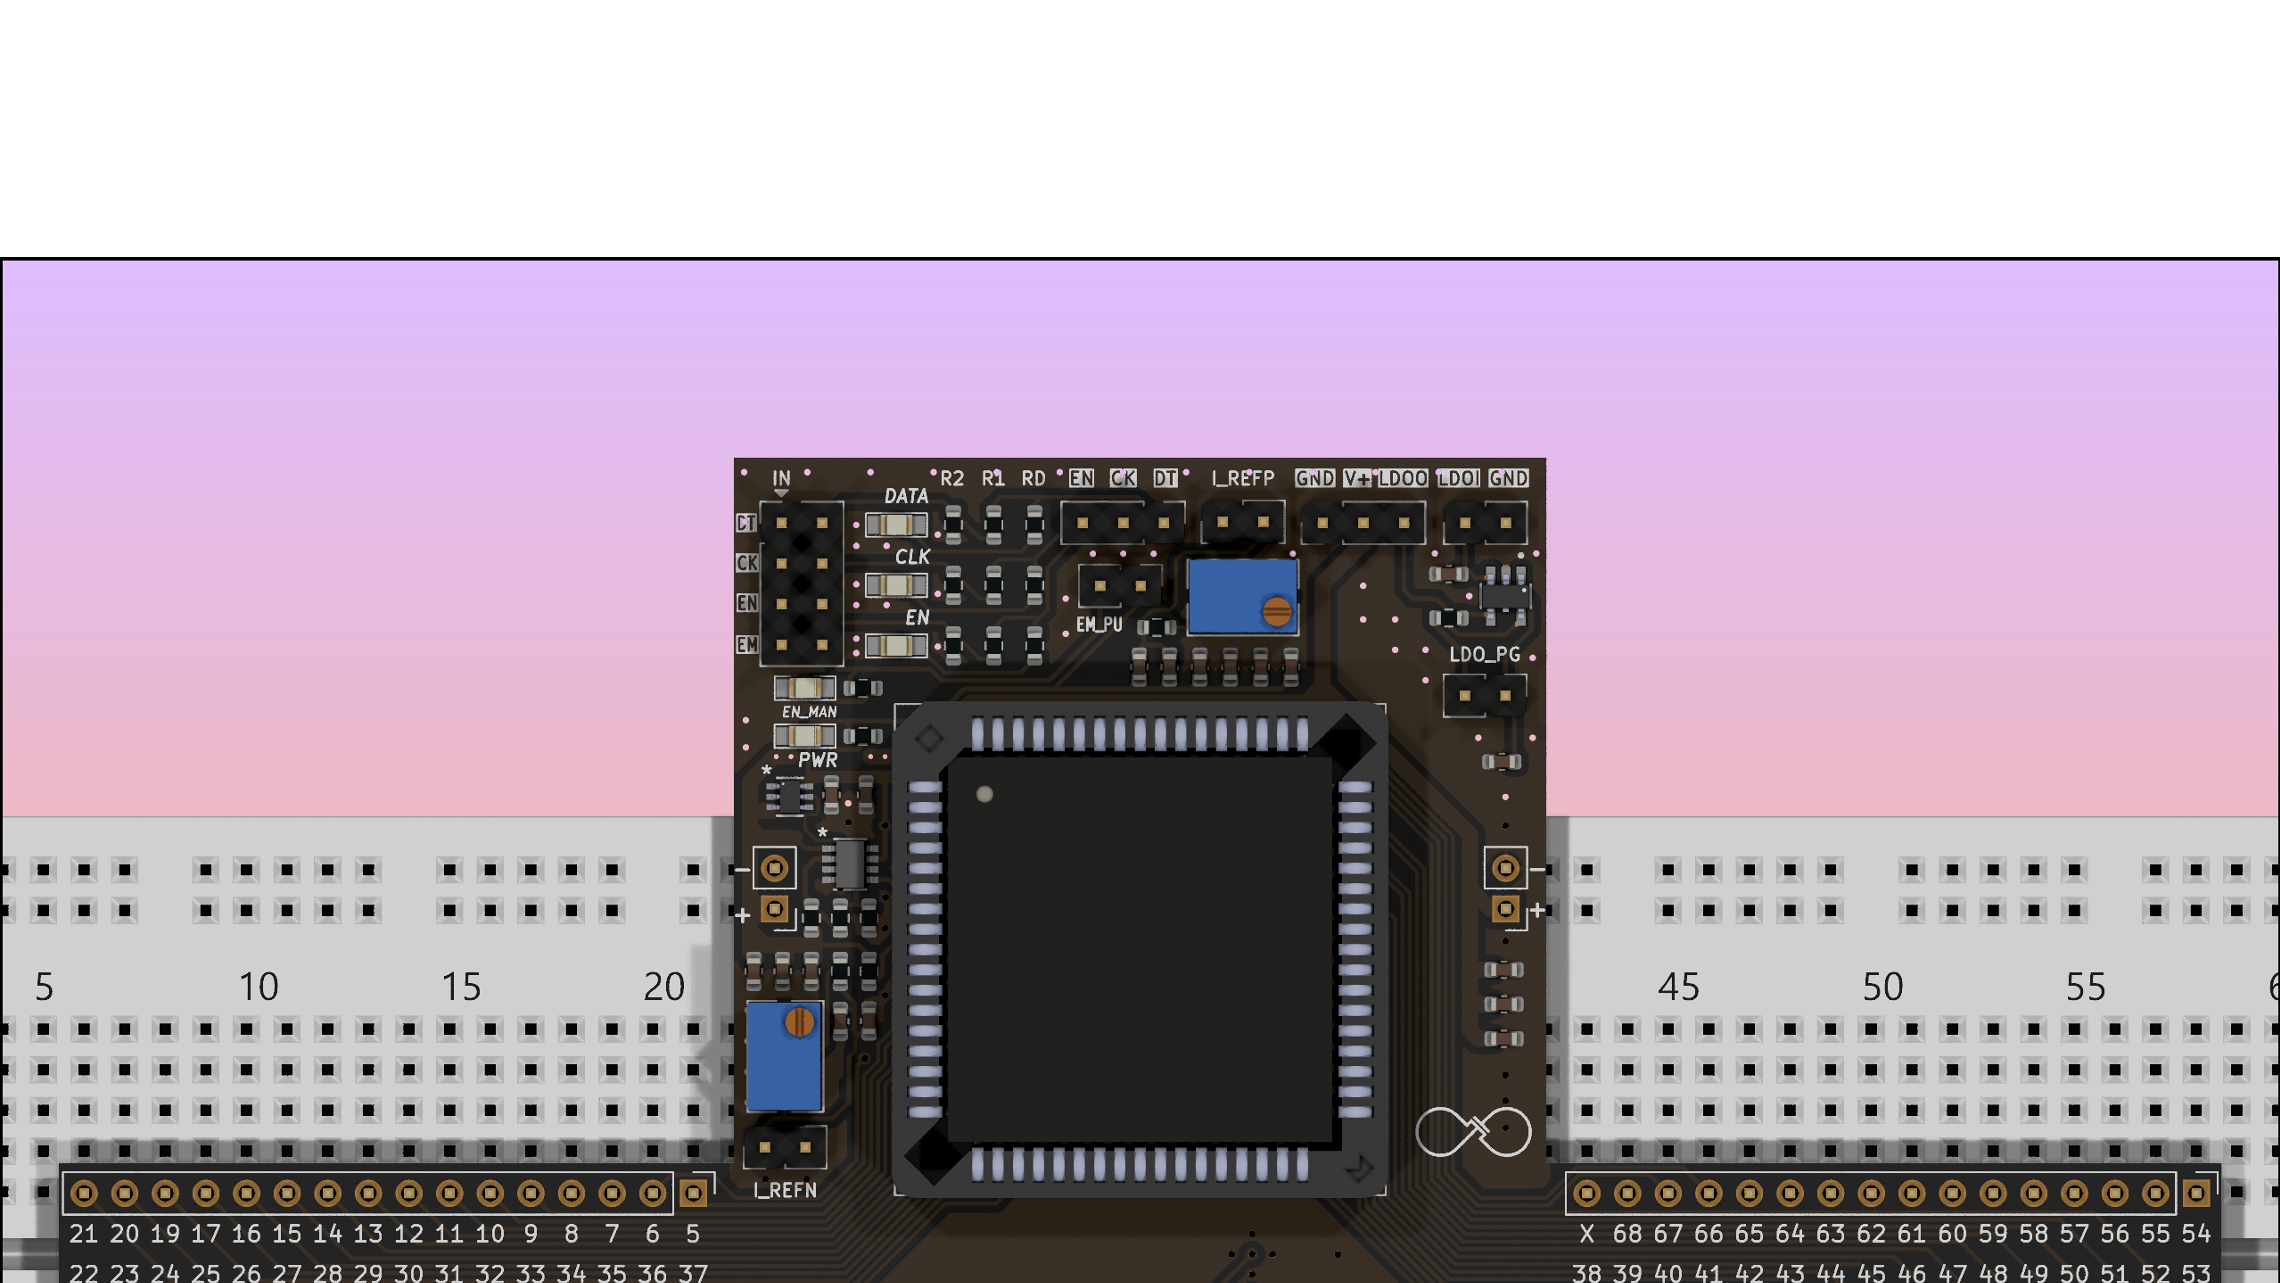 IN R2 R1 RD EN CK DT I_REFP GND V+ LDOO LDOI GND
DATA
DT
CLK
CK
EN
EN
EM_PU
EM
LDO_PG
EN_MAN
PWR
*
*
−
−
+
+
5 10 15 20 45 50 55 6
I_REFN
21 20 19 17 16 15 14 13 12 11 10 9 8 7 6 5
X 68 67 66 65 64 63 62 61 60 59 58 57 56 55 54
22 23 24 25 26 27 28 29 30 31 32 33 34 35 36 37
38 39 40 41 42 43 44 45 46 47 48 49 50 51 52 53